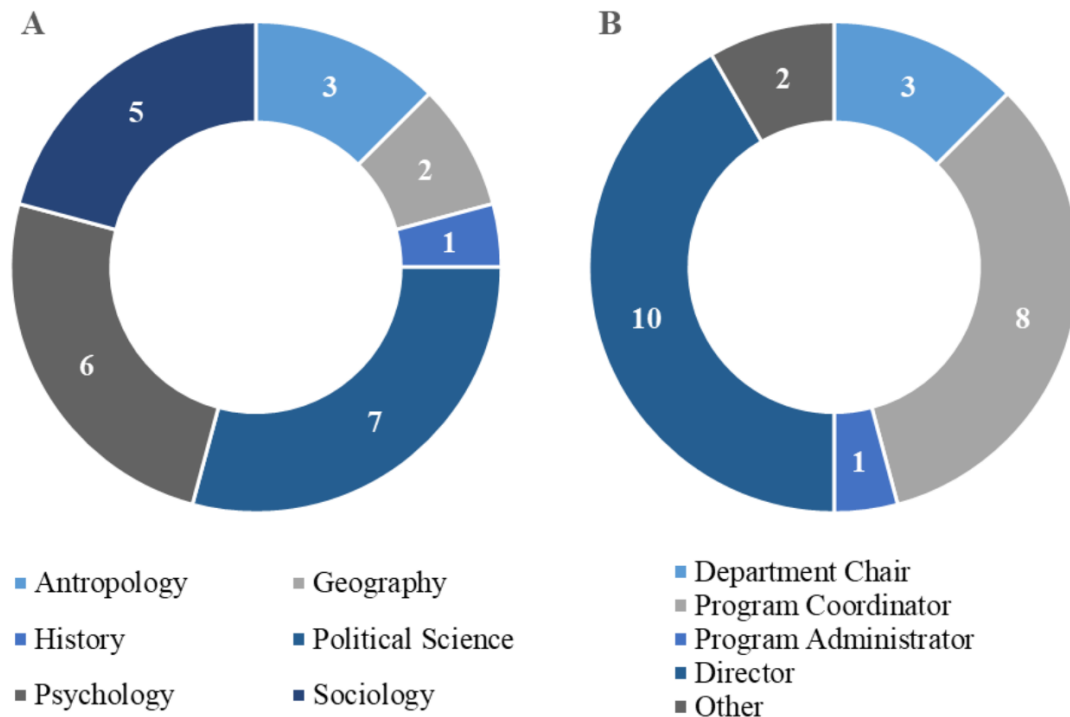 A
B
3
2
1
7
6
5
3
8
1
10
2
Antropology
Geography
History
Political Science
Psychology
Sociology
Department Chair
Program Coordinator
Program Administrator
Director
Other